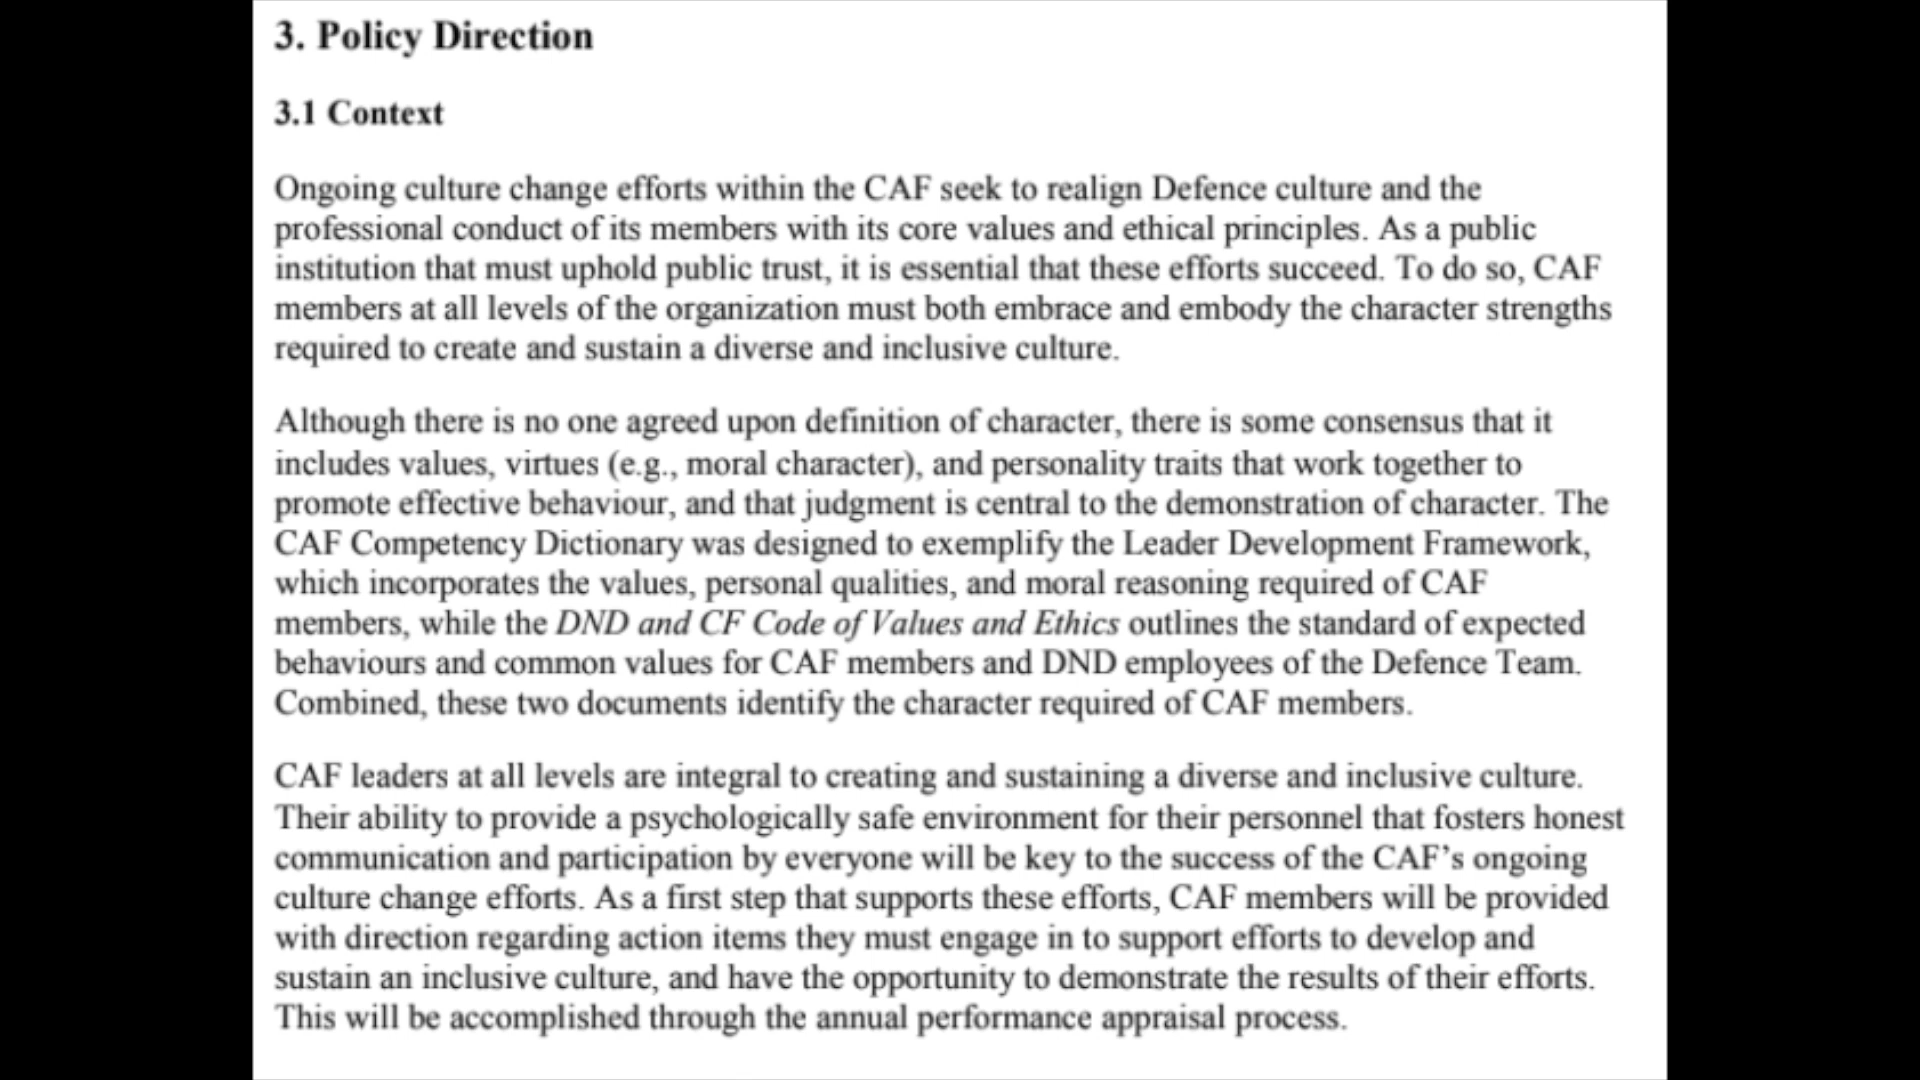 3. Policy Direction
3.1 Context
Ongoing culture change efforts within the CAF seek to realign Defence culture and the
professional conduct of its members with its core values and ethical principles. As a public
institution that must uphold public trust, it is essential that these efforts succeed. To do so, CAF
members at all levels of the organization must both embrace and embody the character strengths
required to create and sustain a diverse and inclusive culture.
Although there is no one agreed upon definition of character, there is some consensus that it
includes values, virtues (e.g., moral character), and personality traits that work together to
promote effective behaviour, and that judgment is central to the demonstration of character. The
CAF Competency Dictionary was designed to exemplify the Leader Development Framework,
which incorporates the values, personal qualities, and moral reasoning required of CAF
members, while the DND and CF Code of Values and Ethics outlines the standard of expected
behaviours and common values for CAF members and DND employees of the Defence Team.
Combined, these two documents identify the character required of CAF members.
CAF leaders at all levels are integral to creating and sustaining a diverse and inclusive culture.
Their ability to provide a psychologically safe environment for their personnel that fosters honest
communication and participation by everyone will be key to the success of the CAF's ongoing
culture change efforts. As a first step that supports these efforts, CAF members will be provided
with direction regarding action items they must engage in to support efforts to develop and
sustain an inclusive culture, and have the opportunity to demonstrate the results of their efforts.
This will be accomplished through the annual performance appraisal process.